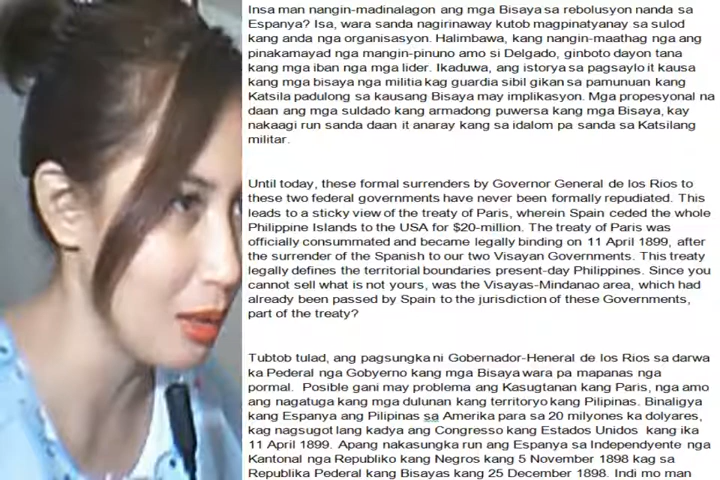 Insa man nangin-madinalagon ang mga Bisaya sa rebolusyon nanda sa
Espanya? Isa, wara sanda nagirinaway kutob magpinatyanay sa sulod
kang anda nga organisasyon. Halimbawa, kang nangin-maathag nga ang
pinakamayad nga mangin-pinuno amo si Delgado, ginboto dayon tana
kang mga iban nga mga lider. Ikaduwa, ang istorya sa pagsaylo it kausa
kang mga bisaya nga militia kag guardia sibil gikan sa pamunuan kang
Katsila padulong sa kausang Bisaya may implikasyon. Mga propesyonal na
daan ang mga suldado kang armadong puwersa kang mga Bisaya, kay
nakaagi run sanda daan it anaray kang sa idalom pa sanda sa Katsilang
militar.
Until today, these formal surrenders by Governor General de los Rios to
these two federal governments have never been formally repudiated. This
leads to a sticky view of the treaty of Paris, wherein Spain ceded the whole
Philippine Islands to the USA for $20-million. The treaty of Paris was
officially consummated and became legally binding on 11 April 1899, after
the surrender of the Spanish to our two Visayan Governments. This treaty
legally defines the territorial boundaries present-day Philippines. Since you
cannot sell what is not yours, was the Visayas-Mindanao area, which had
already been passed by Spain to the jurisdiction of these Governments,
part of the treaty?
Tubtob tulad, ang pagsungka ni Gobernador-Heneral de los Rios sa darwa
ka Pederal nga Gobyerno kang mga Bisaya wara pa mapanas nga
pormal. Posible gani may problema ang Kasugtanan kang Paris, nga amo
ang nagatuga kang mga dulunan kang territoryo kang Pilipinas. Binaligya
kang Espanya ang Pilipinas sa Amerika para sa 20 milyones ka dolyares,
kag nagsugot lang kadya ang Congresso kang Estados Unidos kang ika
11 April 1899. Apang nakasungka run ang Espanya sa Independyente nga
Kantonal nga Republiko kang Negros kang 5 November 1898 kag sa
Republika Pederal kang Bisayas kang 25 December 1898. Indi mo man